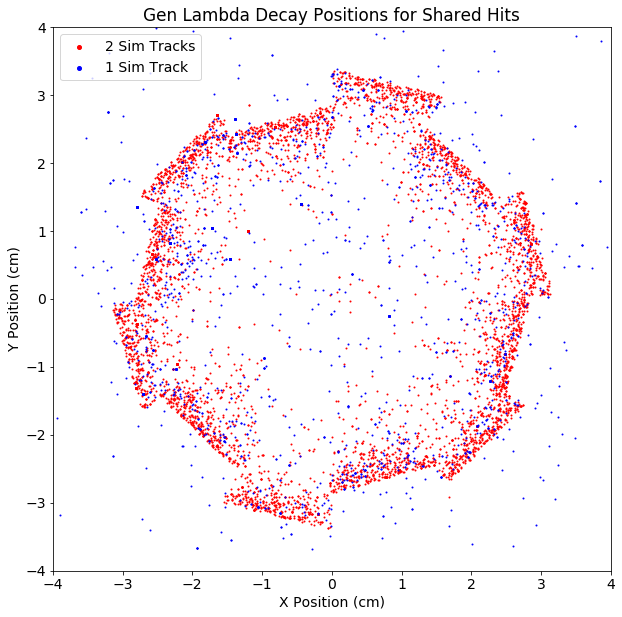 Gen Lambda Decay Positions for Shared Hits
2 Sim Tracks
1 Sim Track
4
3
2
1
0
−1
−2
−3
−4
Y Position (cm)
−4 −3 −2 −1 0 1 2 3 4
X Position (cm)